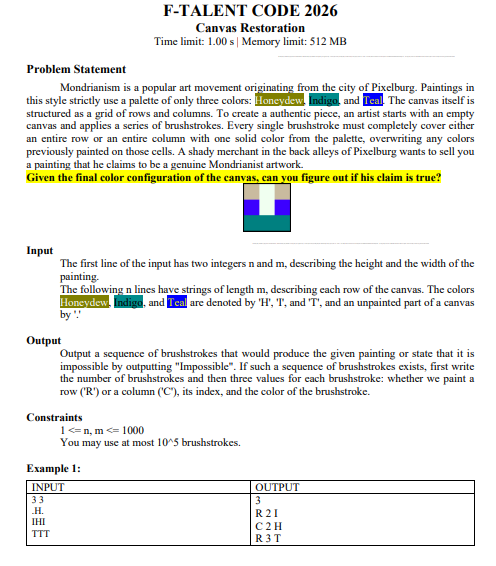 F-TALENT CODE 2026
Canvas Restoration
Time limit: 1.00 s | Memory limit: 512 MB
Problem Statement
Mondrianism is a popular art movement originating from the city of Pixelburg. Paintings in
this style strictly use a palette of only three colors: Honeydew, Indigo, and Teal. The canvas itself is
structured as a grid of rows and columns. To create a authentic piece, an artist starts with an empty
canvas and applies a series of brushstrokes. Every single brushstroke must completely cover either
an entire row or an entire column with one solid color from the palette, overwriting any colors
previously painted on those cells. A shady merchant in the back alleys of Pixelburg wants to sell you
a painting that he claims to be a genuine Mondrianist artwork.
Given the final color configuration of the canvas, can you figure out if his claim is true?
Input
The first line of the input has two integers n and m, describing the height and the width of the
painting.
The following n lines have strings of length m, describing each row of the canvas. The colors
Honeydew, Indigo, and Teal are denoted by 'H', 'I', and 'T', and an unpainted part of a canvas
by '.'
Output
Output a sequence of brushstrokes that would produce the given painting or state that it is
impossible by outputting "Impossible". If such a sequence of brushstrokes exists, first write
the number of brushstrokes and then three values for each brushstroke: whether we paint a
row ('R') or a column ('C'), its index, and the color of the brushstroke.
Constraints
1 <= n, m <= 1000
You may use at most 10^5 brushstrokes.
Example 1:
INPUT OUTPUT
3 3 3
.H. R 2 I
IHI C 2 H
TTT R 3 T